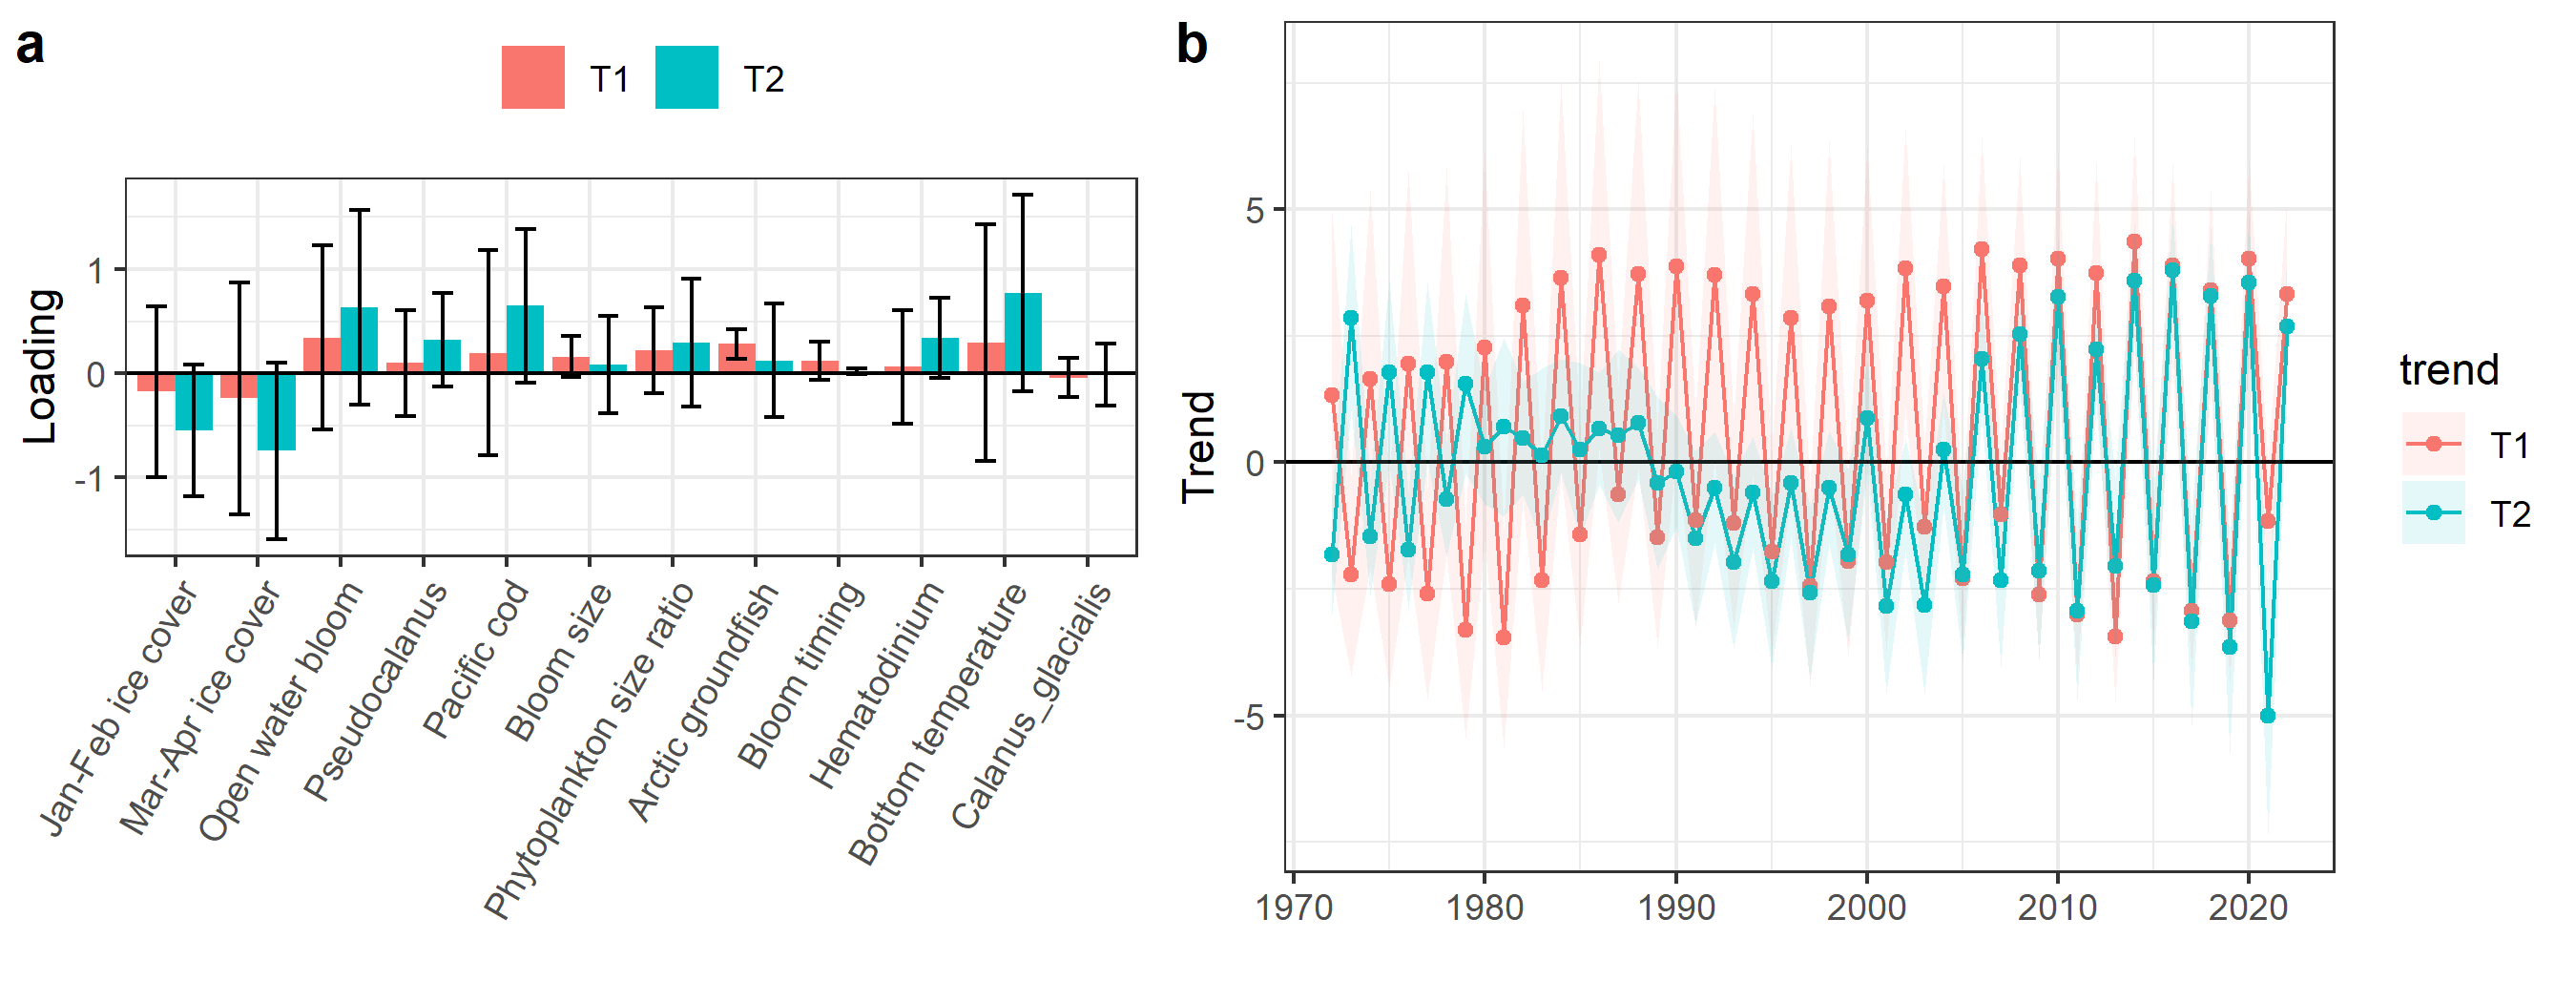 a
T1
T2
Loading
1
0
-1
Jan-Feb ice cover
Mar-Apr ice cover
Open water bloom
Pseudocalanus
Pacific cod
Bloom size
Phytoplankton size ratio
Arctic groundfish
Bloom timing
Hematodinium
Bottom temperature
Calanus_glacialis
b
Trend
5
0
-5
1970
1980
1990
2000
2010
2020
trend
T1
T2